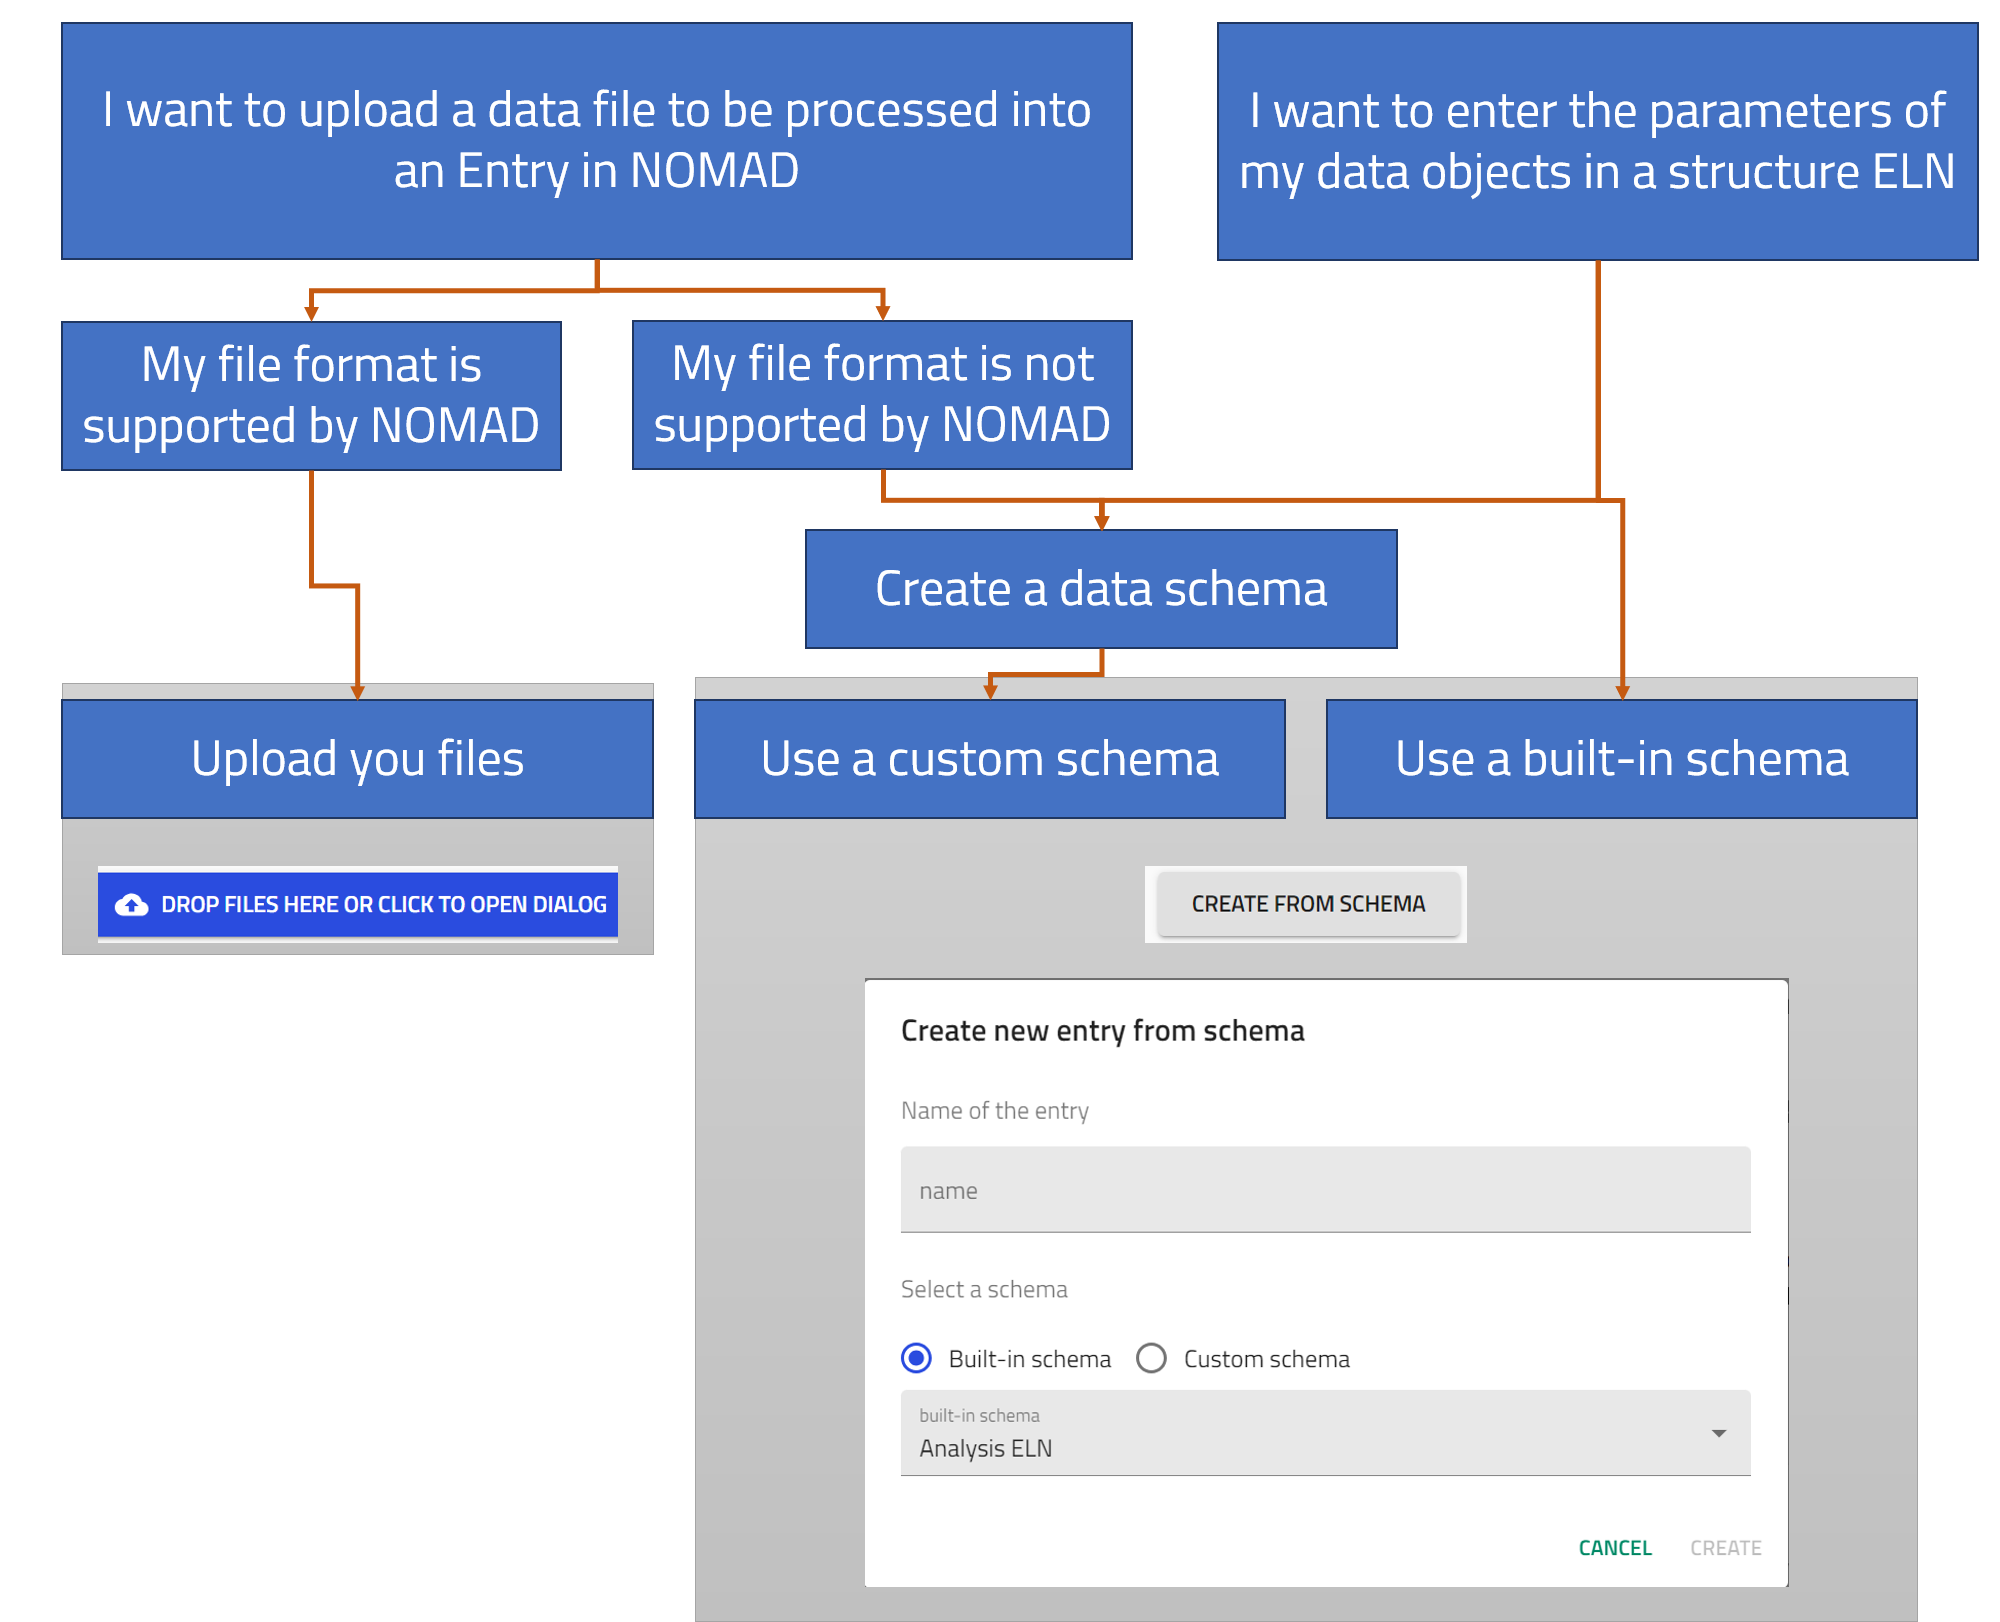 I want to upload a data file to be processed into
an Entry in NOMAD
I want to enter the parameters of
my data objects in a structure ELN
My file format is
supported by NOMAD
My file format is not
supported by NOMAD
Create a data schema
Upload you files
Use a custom schema
Use a built-in schema
DROP FILES HERE OR CLICK TO OPEN DIALOG
CREATE FROM SCHEMA
Create new entry from schema
Name of the entry
name
Select a schema
Built-in schema
Custom schema
built-in schema
Analysis ELN
CANCEL
CREATE